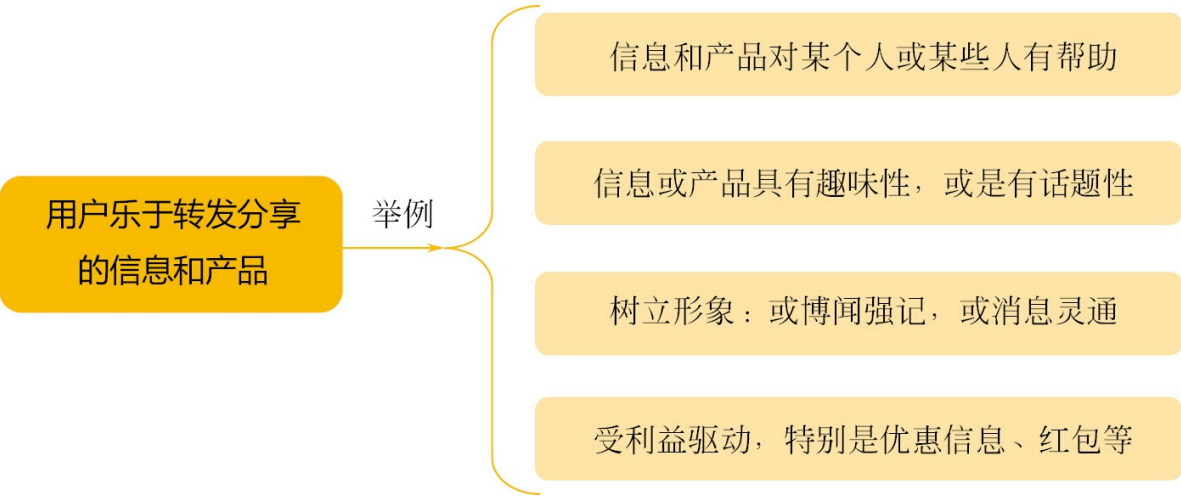 用户乐于转发分享
的信息和产品
举例
信息和产品对某个人或某些人有帮助
信息或产品具有趣味性，或是有话题性
树立形象：或博闻强记，或消息灵通
受利益驱动，特别是优惠信息、红包等